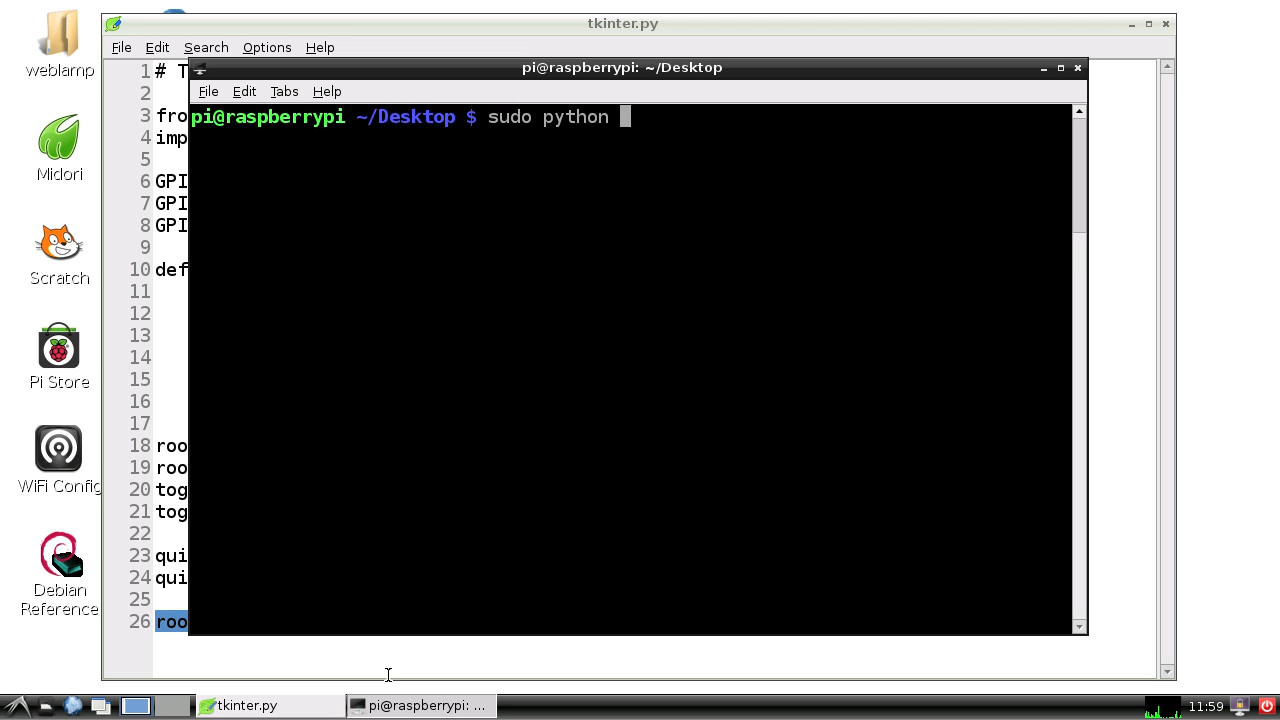 weblamp
Midori
Scratch
Pi Store
WiFi Config
Debian
Reference
tkinter.py
File Edit Search Options Help
1 # T
2
3 fro
4 imp
5
6 GPI
7 GPI
8 GPI
9
10 def
11
12
13
14
15
16
17
18 roo
19 roo
20 tog
21 tog
22
23 qui
24 qui
25
26 roo
pi@raspberrypi: ~/Desktop
File Edit Tabs Help
pi@raspberrypi ~/Desktop $ sudo python
tkinter.py
pi@raspberrypi: ...
11:59